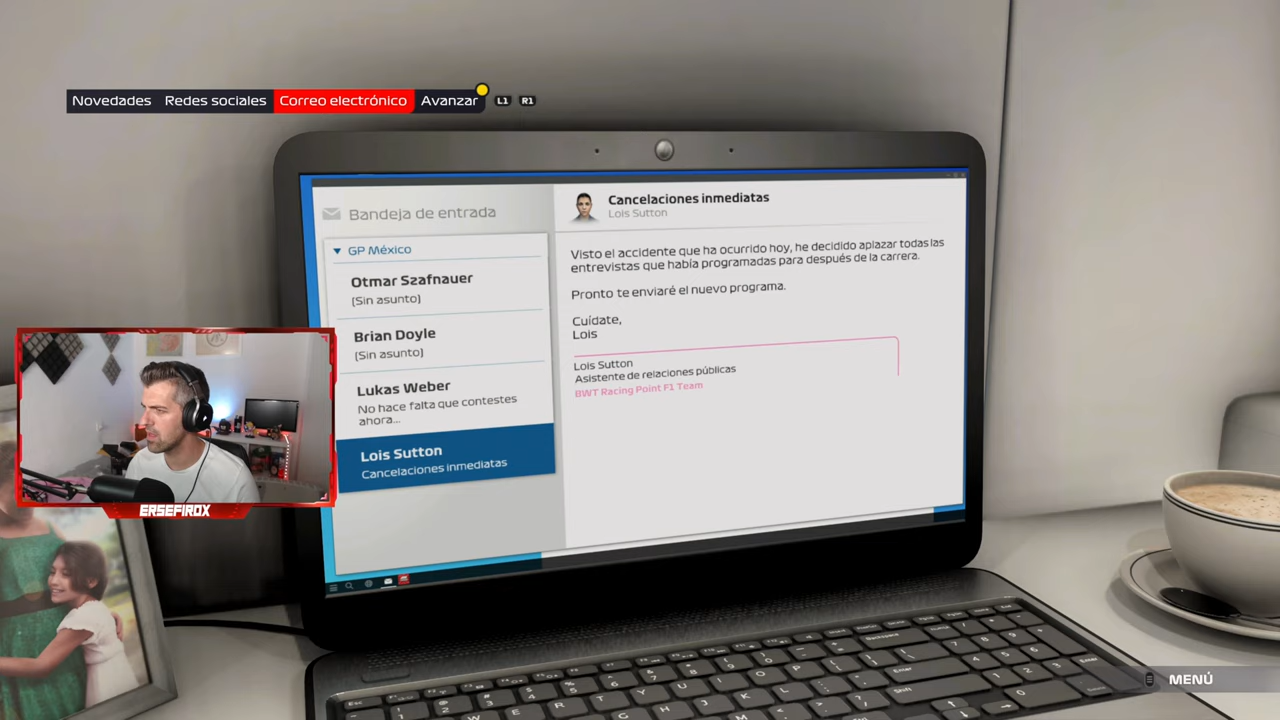 Novedades Redes sociales Correo electrónico Avanzar L1 R1
Bandeja de entrada
GP México
Otmar Szafnauer
(Sin asunto)
Brian Doyle
(Sin asunto)
Lukas Weber
No hace falta que contestes
ahora...
Lois Sutton
Cancelaciones inmediatas
Cancelaciones inmediatas
Lois Sutton
Visto el accidente que ha ocurrido hoy, he decidido aplazar todas las
entrevistas que había programadas para después de la carrera.
Pronto te enviaré el nuevo programa.
Cuídate,
Lois
Lois Sutton
Asistente de relaciones públicas
BWT Racing Point F1 Team
ERSEFIROX
MENÚ